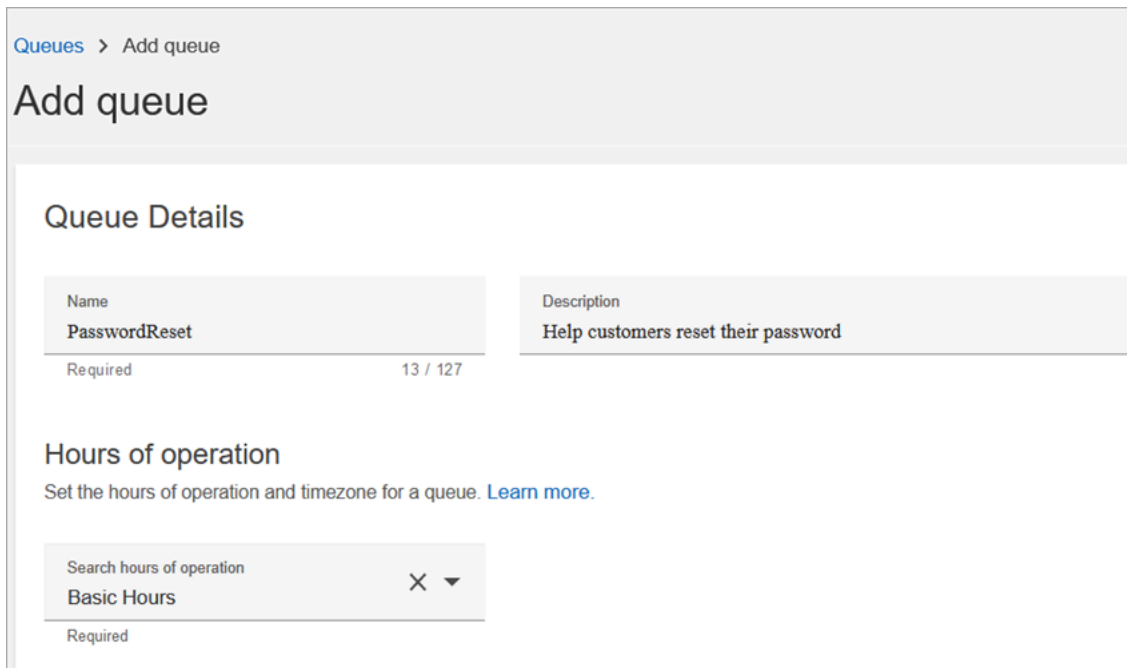 Queues > Add queue
Add queue
Queue Details
Name
PasswordReset
Required 13 / 127
Description
Help customers reset their password
Hours of operation
Set the hours of operation and timezone for a queue. Learn more.
Search hours of operation
Basic Hours
Required